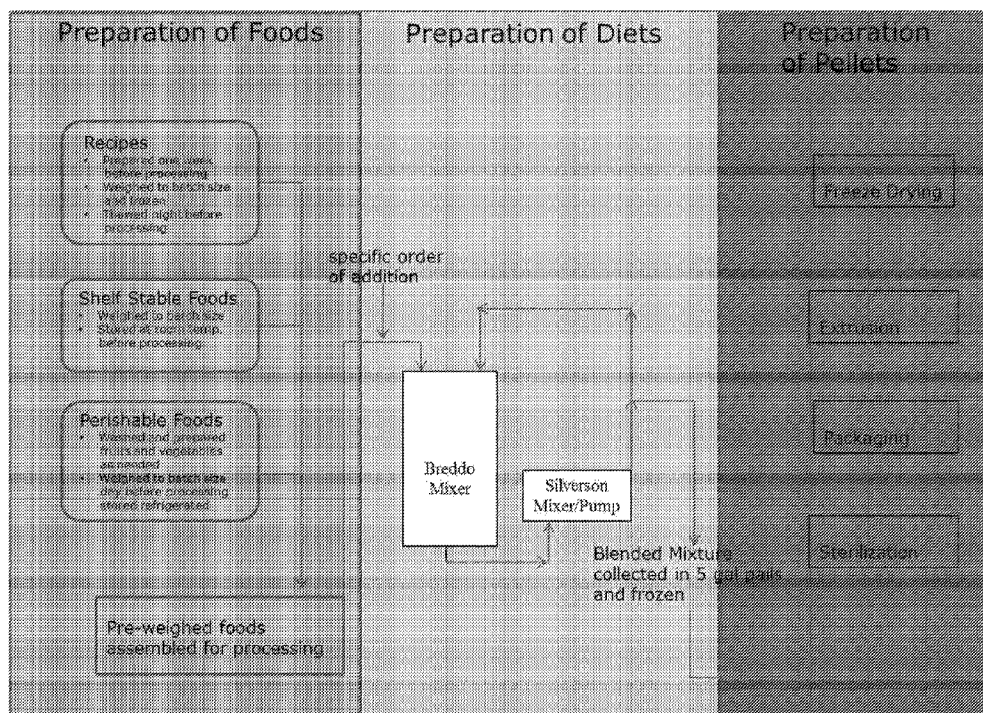 Preparation of Foods
Recipes
• Prepared one week
before processing
• Weighed to batch size
and frozen
• Thawed night before
processing
Shelf Stable Foods
• Weighed to batch size
• Stored at room temp.
before processing
Perishable Foods
• Washed and prepared
fruits and vegetables
as needed
• Weighed to batch size
dry before processing
stored refrigerated
Pre-weighed foods
assembled for processing
Preparation of Diets
specific order
of addition
Breddo
Mixer
Silverson
Mixer/Pump
Blended Mixture
collected in 5 gal pails
and frozen
Preparation
of Pellets
Freeze Drying
Extrusion
Packaging
Sterilization